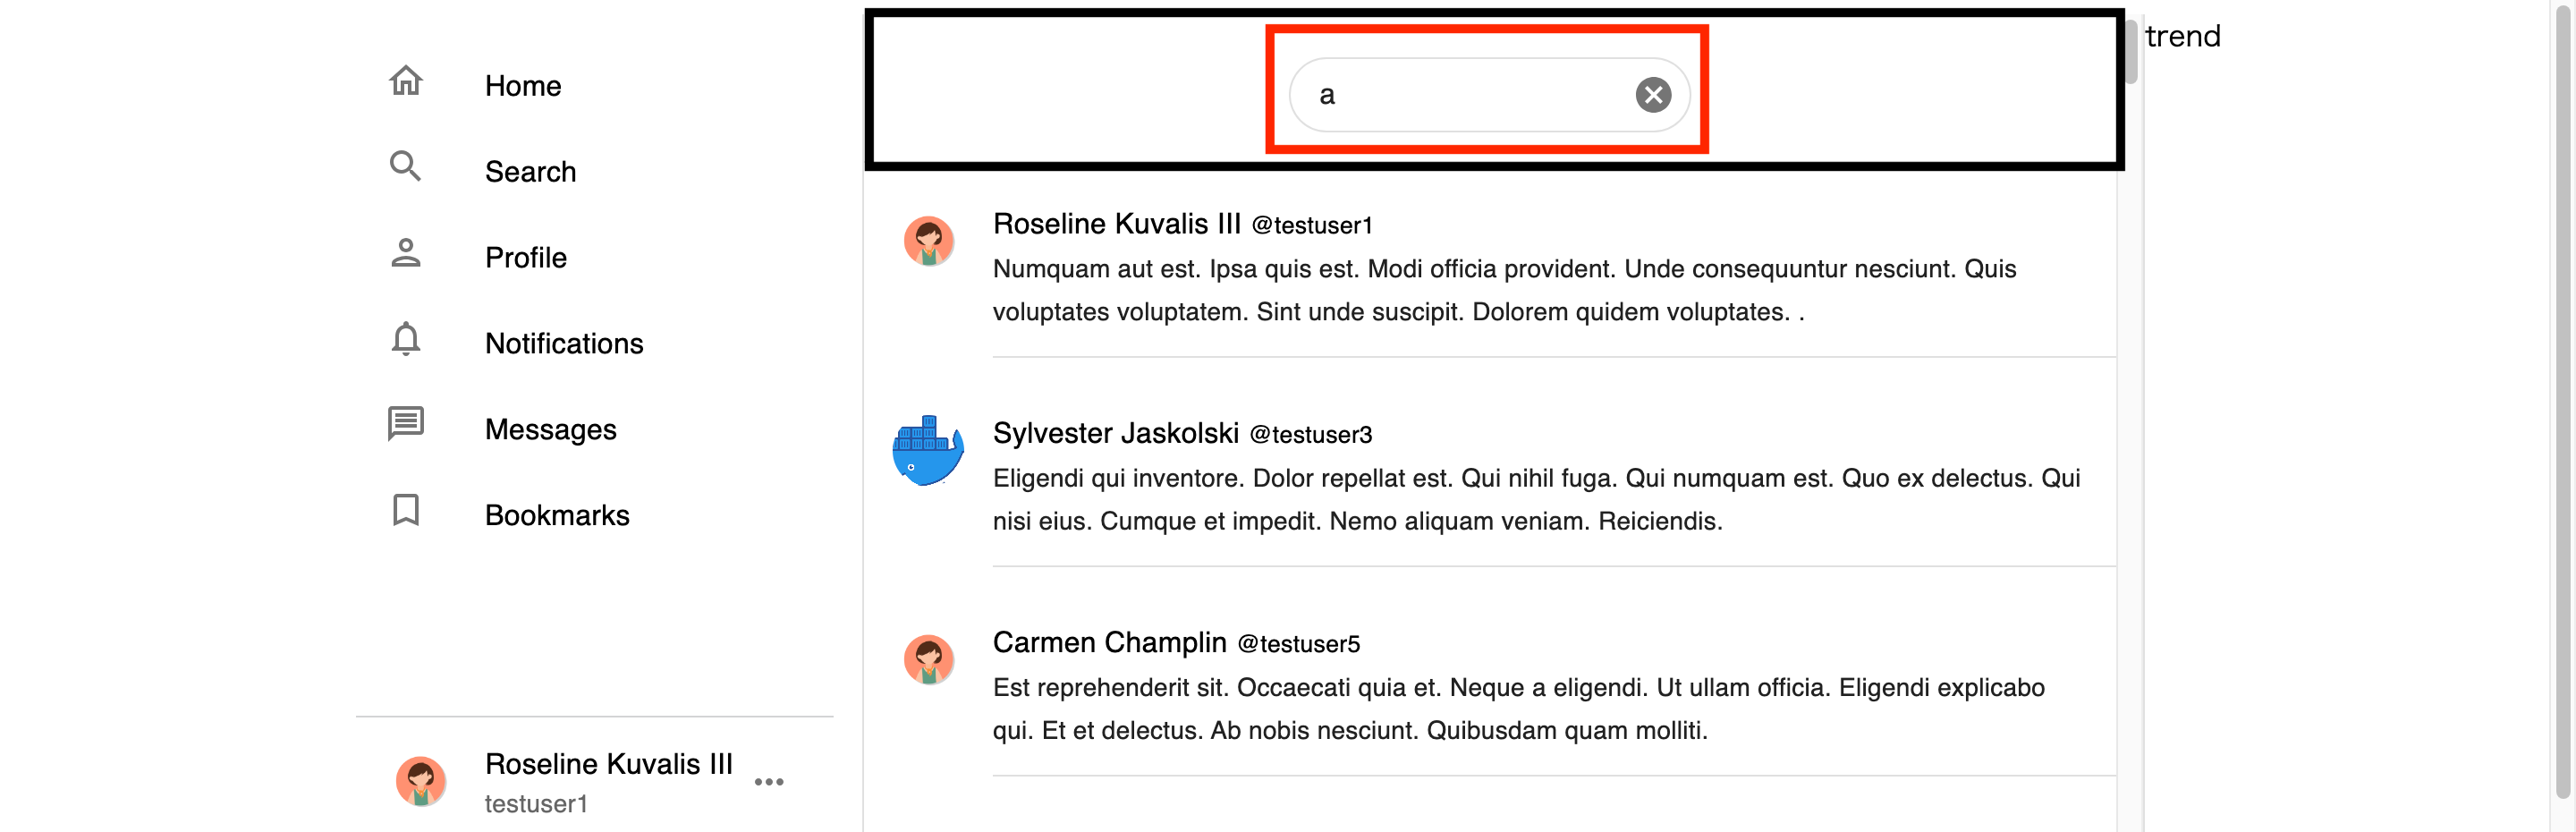 Home
Search
Profile
Notifications
Messages
Bookmarks
Roseline Kuvalis III
testuser1
a
Roseline Kuvalis III @testuser1
Numquam aut est. Ipsa quis est. Modi officia provident. Unde consequuntur nesciunt. Quis
voluptates voluptatem. Sint unde suscipit. Dolorem quidem voluptates. .
Sylvester Jaskolski @testuser3
Eligendi qui inventore. Dolor repellat est. Qui nihil fuga. Qui numquam est. Quo ex delectus. Qui
nisi eius. Cumque et impedit. Nemo aliquam veniam. Reiciendis.
Carmen Champlin @testuser5
Est reprehenderit sit. Occaecati quia et. Neque a eligendi. Ut ullam officia. Eligendi explicabo
qui. Et et delectus. Ab nobis nesciunt. Quibusdam quam molliti.
trend